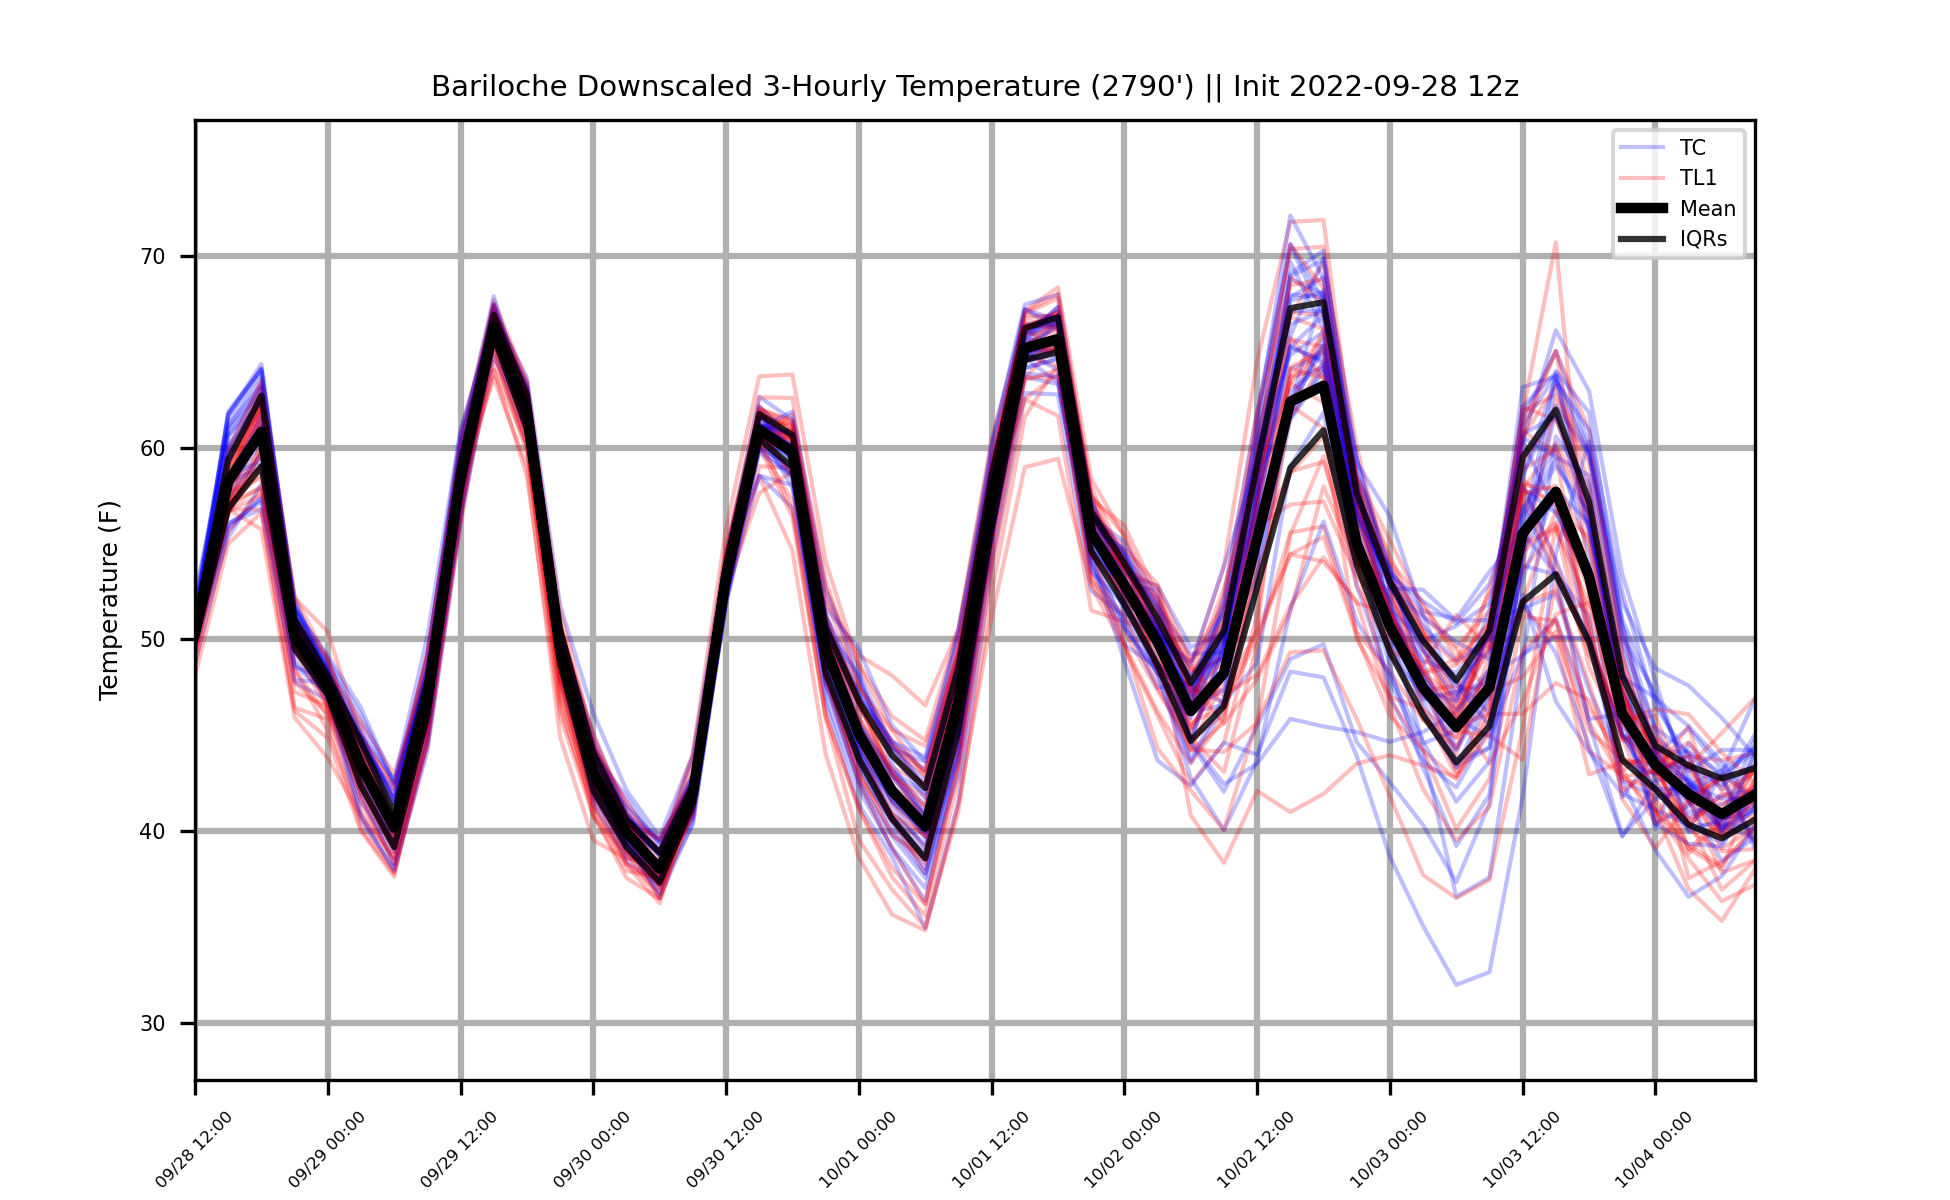 Bariloche Downscaled 3-Hourly Temperature (2790') || Init 2022-09-28 12z
TC
TL1
Mean
IQRs
Temperature (F)
70
60
50
40
30
09/28 12:00
09/29 00:00
09/29 12:00
09/30 00:00
09/30 12:00
10/01 00:00
10/01 12:00
10/02 00:00
10/02 12:00
10/03 00:00
10/03 12:00
10/04 00:00